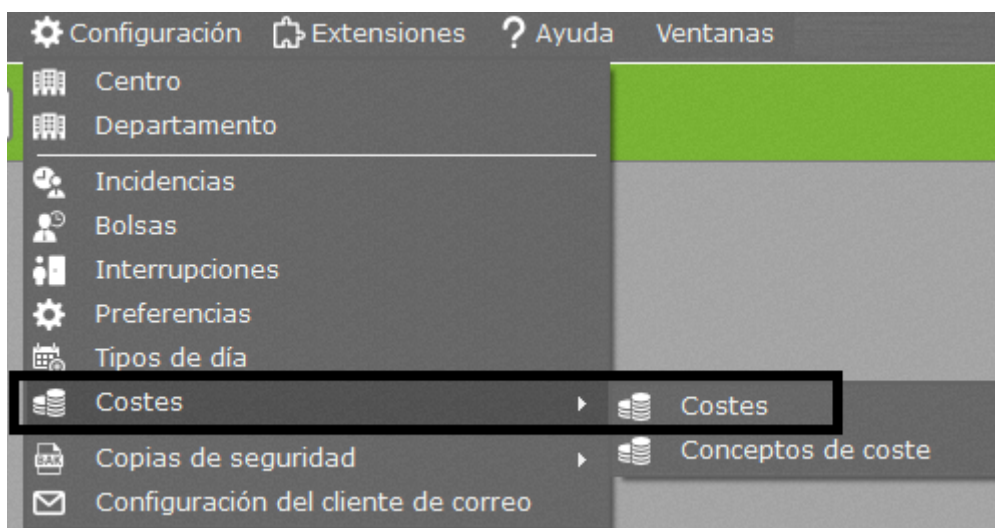 Configuración Extensiones ? Ayuda Ventanas
Centro
Departamento
Incidencias
Bolsas
Interrupciones
Preferencias
Tipos de día
Costes Costes
Conceptos de coste
Copias de seguridad
Configuración del cliente de correo